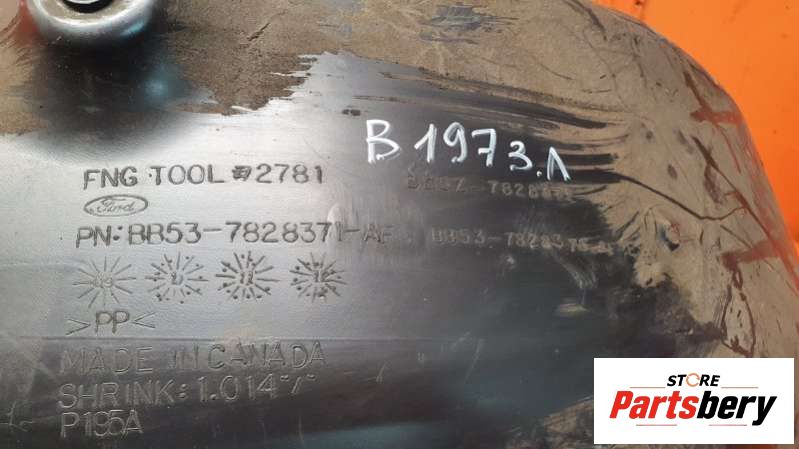 B 1973.Л
FNG TOOL #2781
Ford
PN: BB53-7828371-AF
>PP<
MADE IN CANADA
SHRINK: 1.014
P195A
STORE
Partsbery